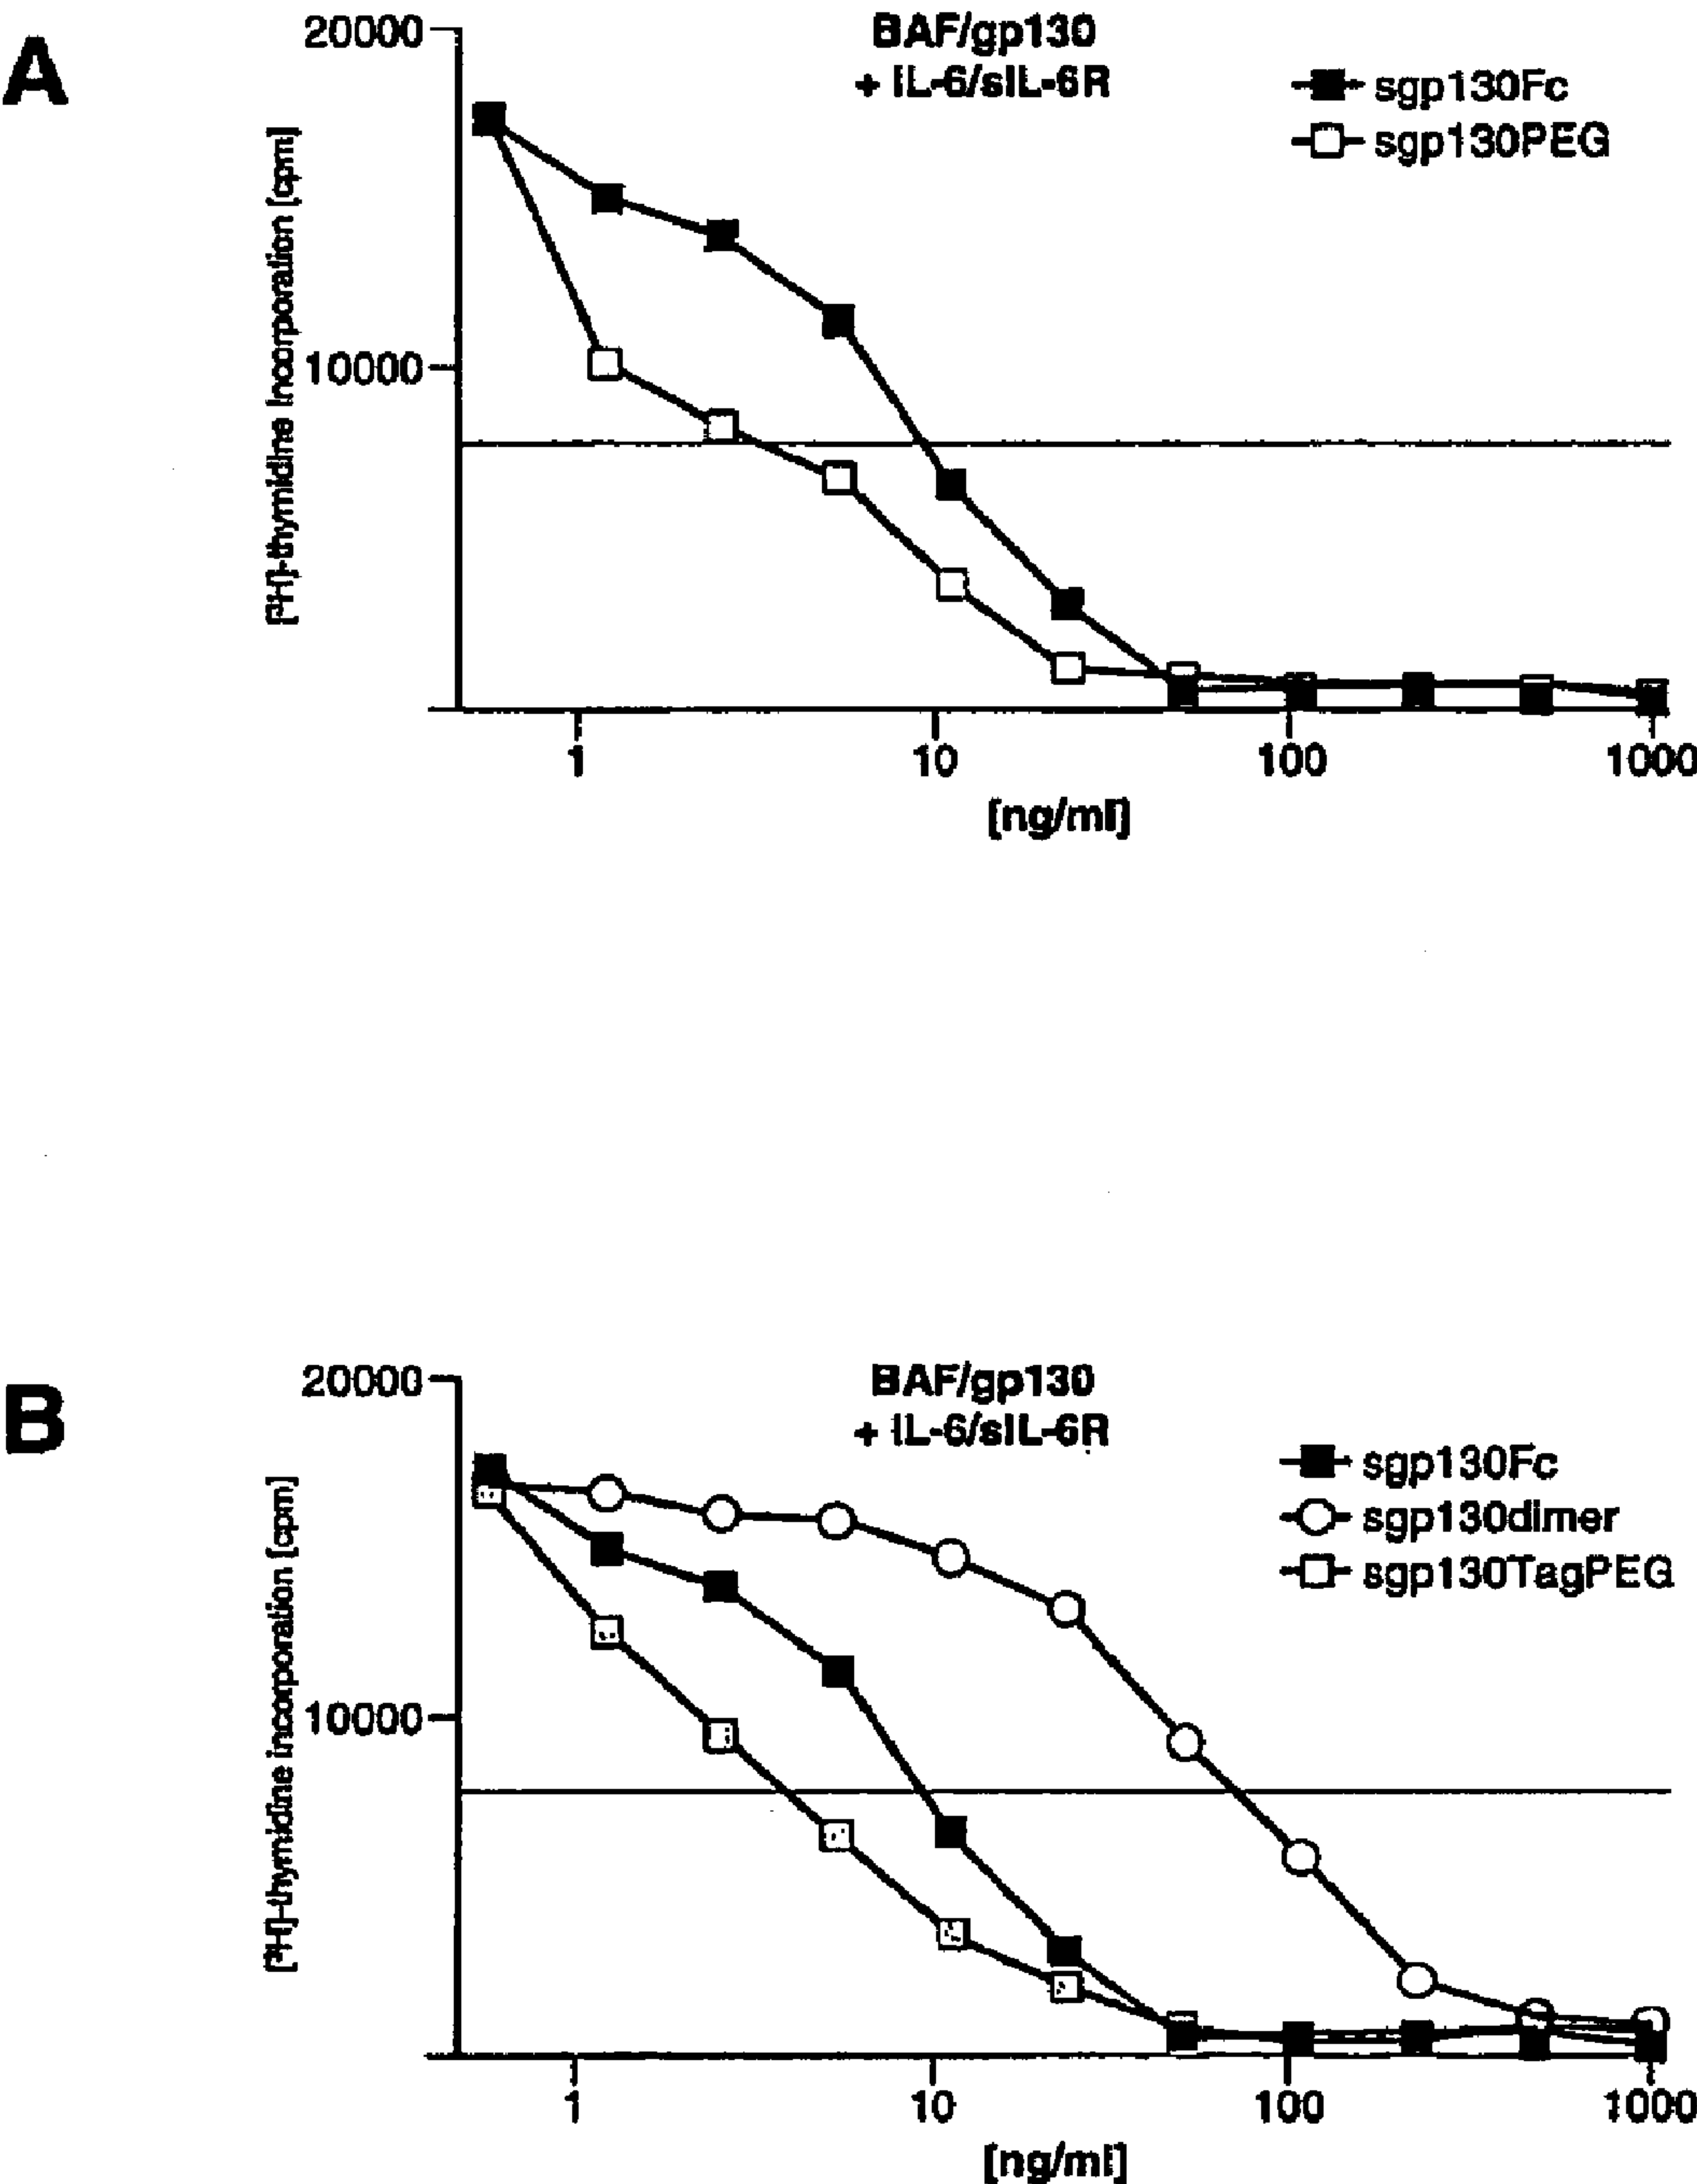 A
20000
10000
[³H]-thymidine incorporation [cpm]
BAF/gp130
+ IL-6/sIL-6R
sgp130Fc
sgp130PEG
1
10
100
1000
[ng/ml]
B
20000
10000
[³H]-thymidine incorporation [cpm]
BAF/gp130
+ IL-6/sIL-6R
sgp130Fc
sgp130dimer
sgp130TagPEG
1
10
100
1000
[ng/ml]